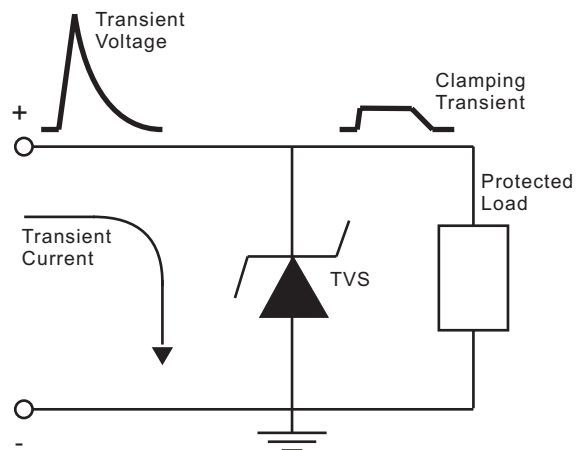 Transient
Voltage
Clamping
Transient
+
Protected
Load
Transient
Current
TVS
-